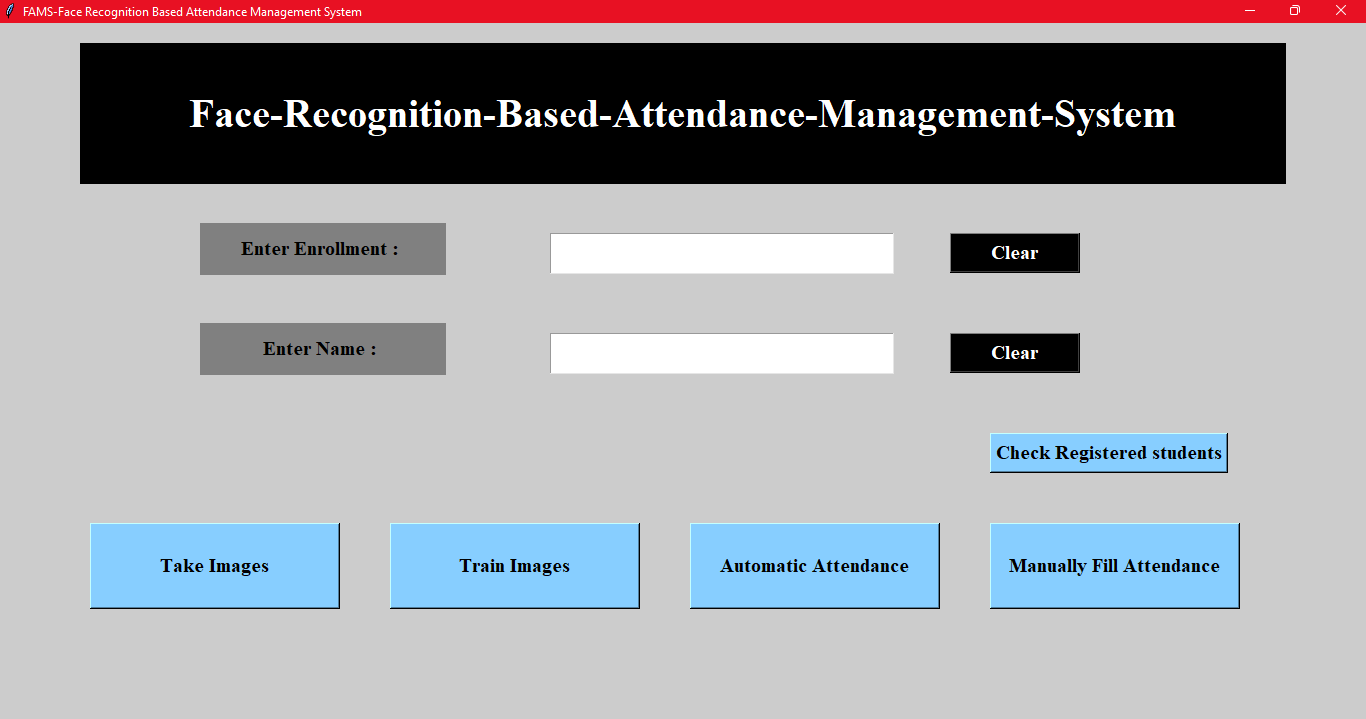 FAMS-Face Recognition Based Attendance Management System
Face-Recognition-Based-Attendance-Management-System
Enter Enrollment :
Clear
Enter Name :
Clear
Check Registered students
Take Images
Train Images
Automatic Attendance
Manually Fill Attendance